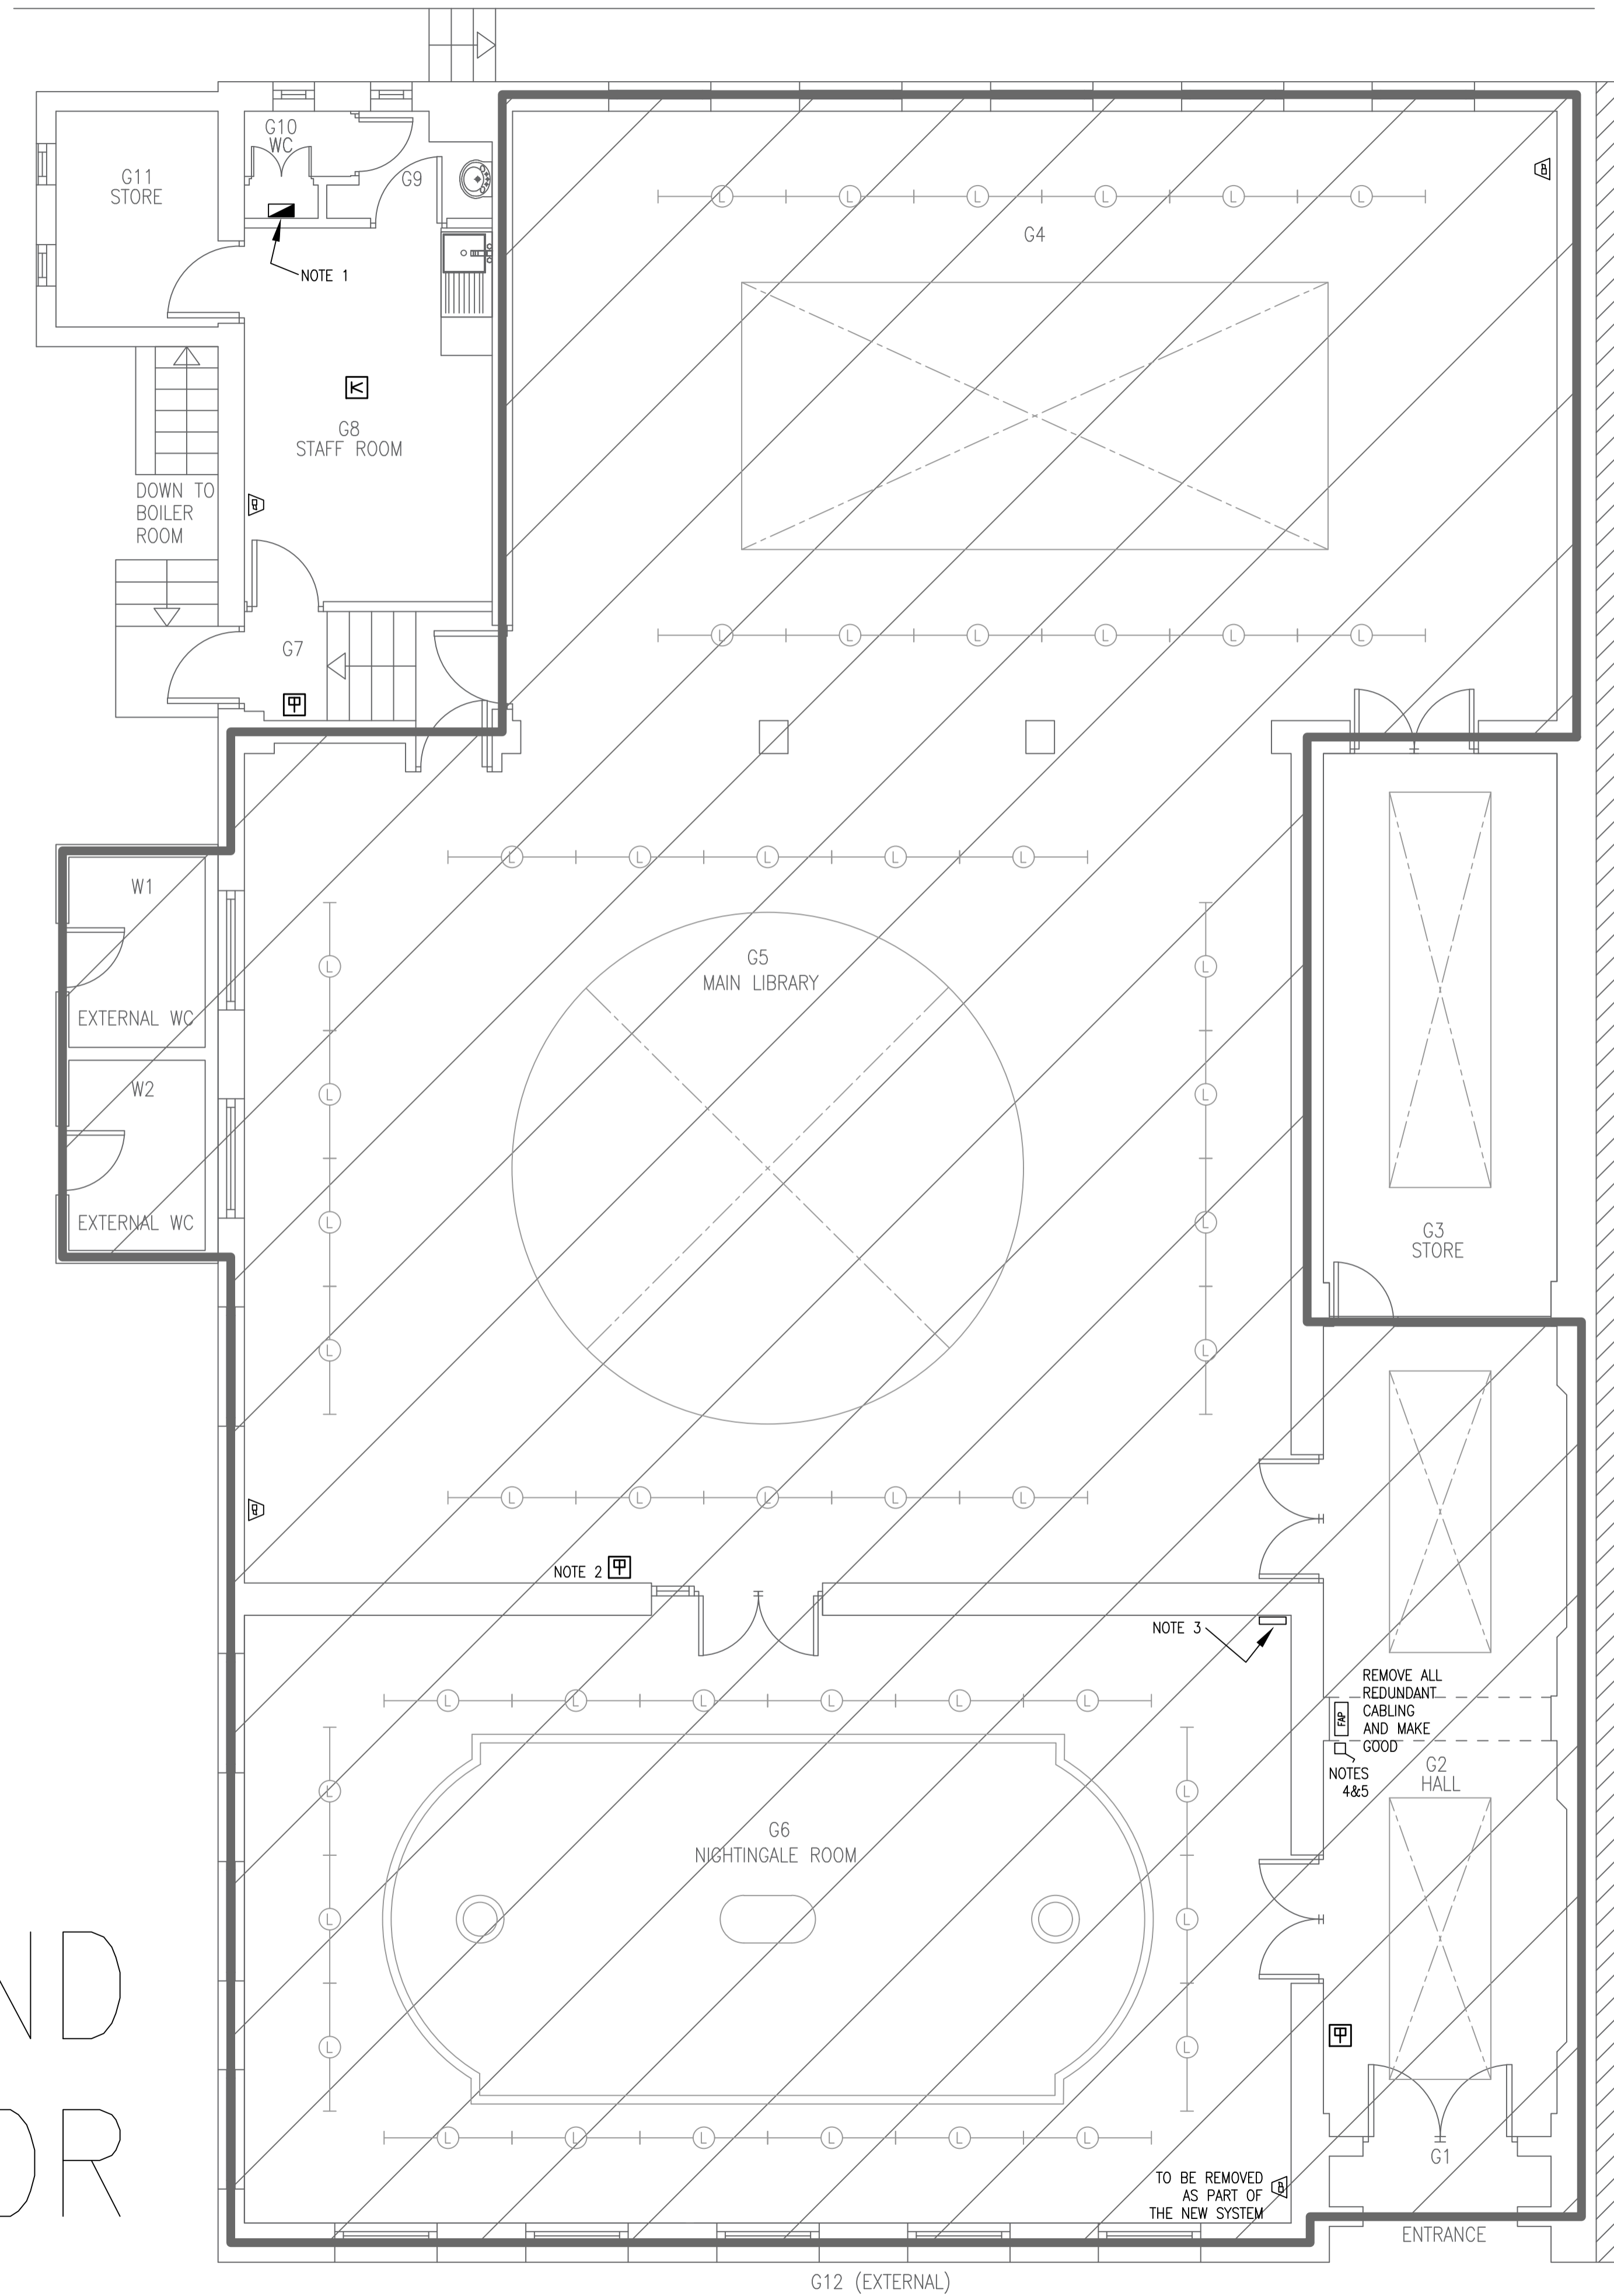 G10
WC
G11
STORE
G9
NOTE 1
G4
G8
STAFF ROOM
DOWN TO
BOILER
ROOM
G7
W1
EXTERNAL WC
W2
EXTERNAL WC
G5
MAIN LIBRARY
G3
STORE
NOTE 2
NOTE 3
REMOVE ALL
REDUNDANT
CABLING
AND MAKE
GOOD
FAP
NOTES
4&5
G2
HALL
G6
NIGHTINGALE ROOM
ND
OR
TO BE REMOVED
AS PART OF
THE NEW SYSTEM
G1
ENTRANCE
G12 (EXTERNAL)